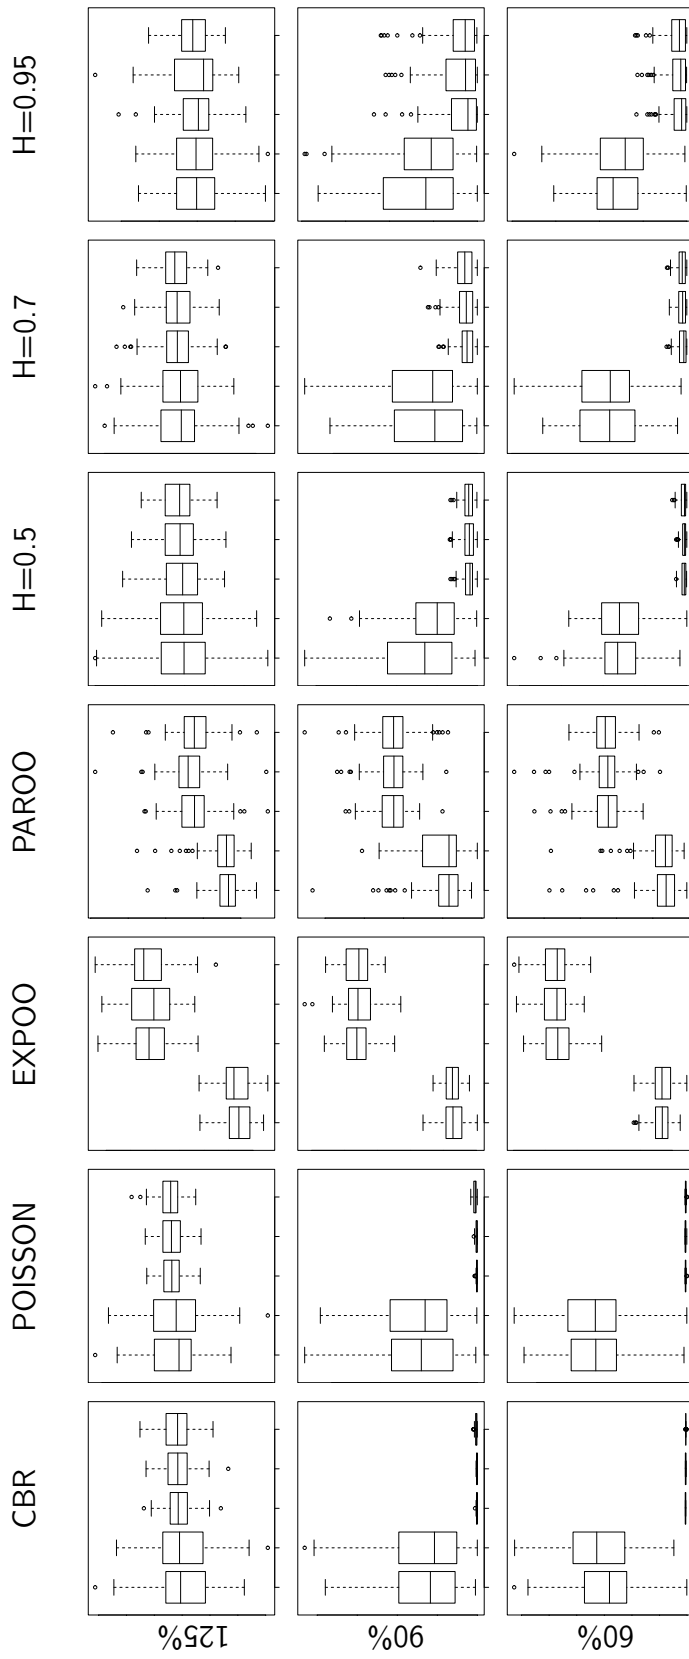 CBR
POISSON
EXPOO
PAROO
H=0.5
H=0.7
H=0.95
125%
90%
60%